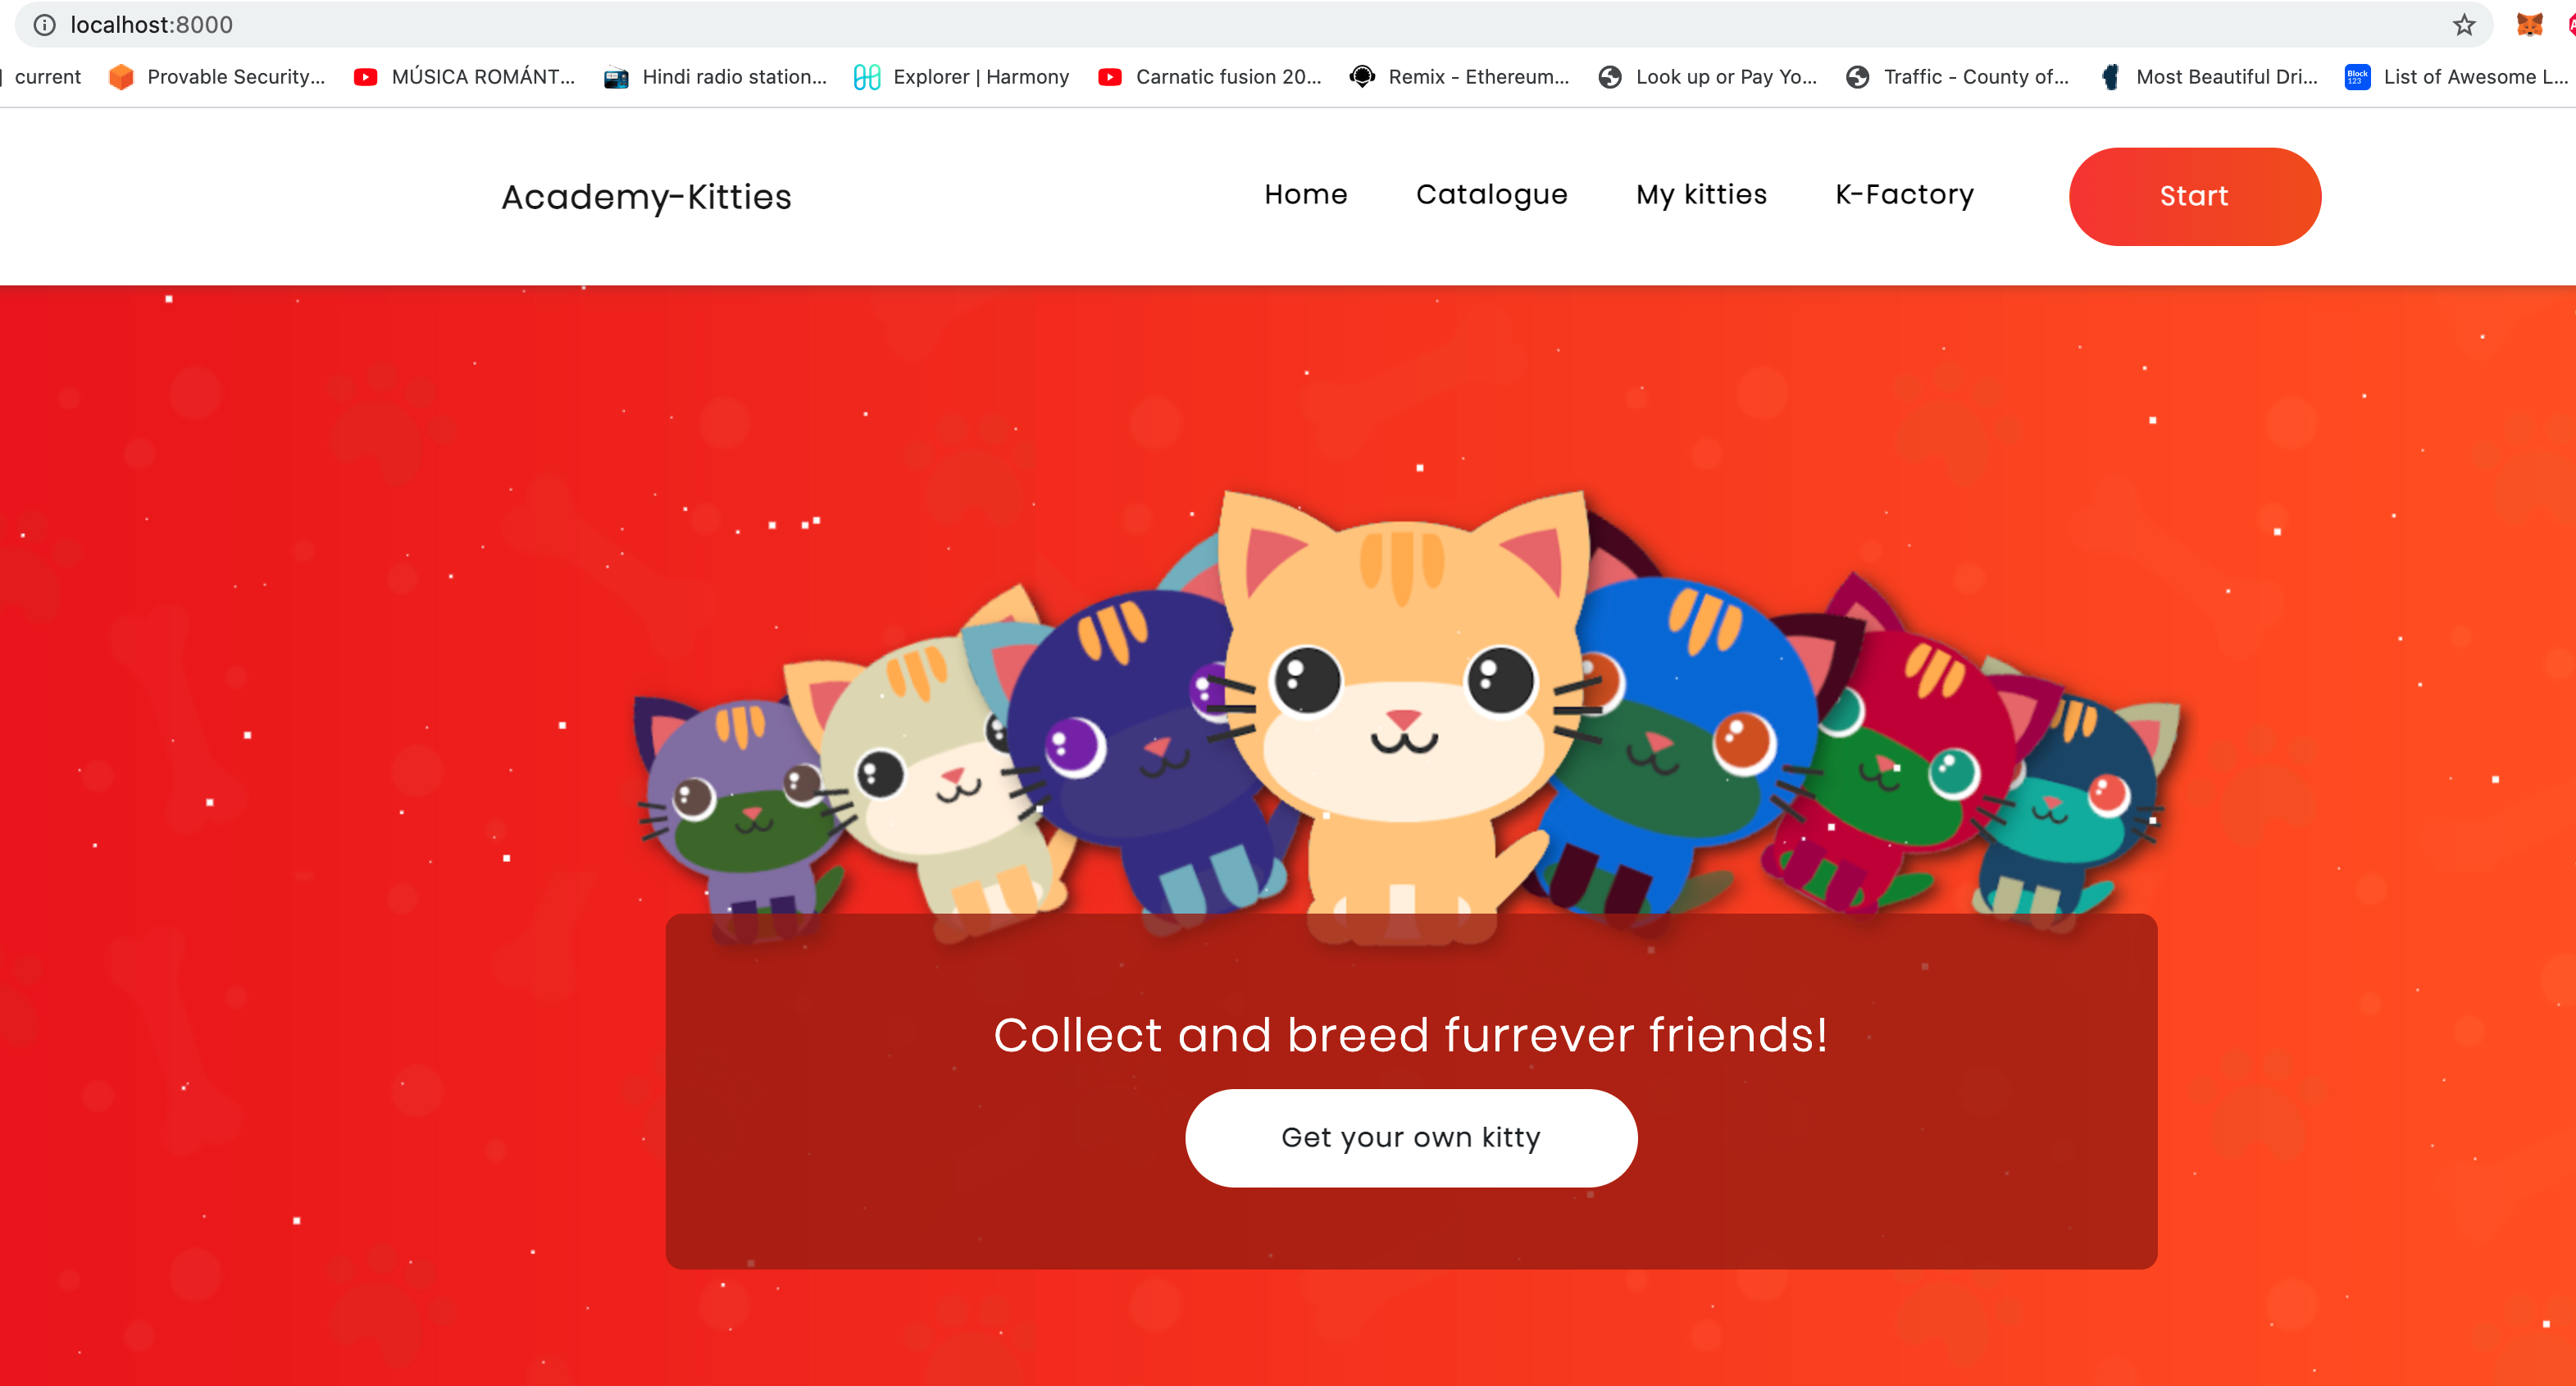 localhost:8000
current Provable Security... MÚSICA ROMÁNT... Hindi radio station... Explorer | Harmony Carnatic fusion 20... Remix - Ethereum... Look up or Pay Yo... Traffic - County of... Most Beautiful Dri... Block 123 List of Awesome L...
Academy-Kitties Home Catalogue My kitties K-Factory Start
Collect and breed furrever friends!
Get your own kitty